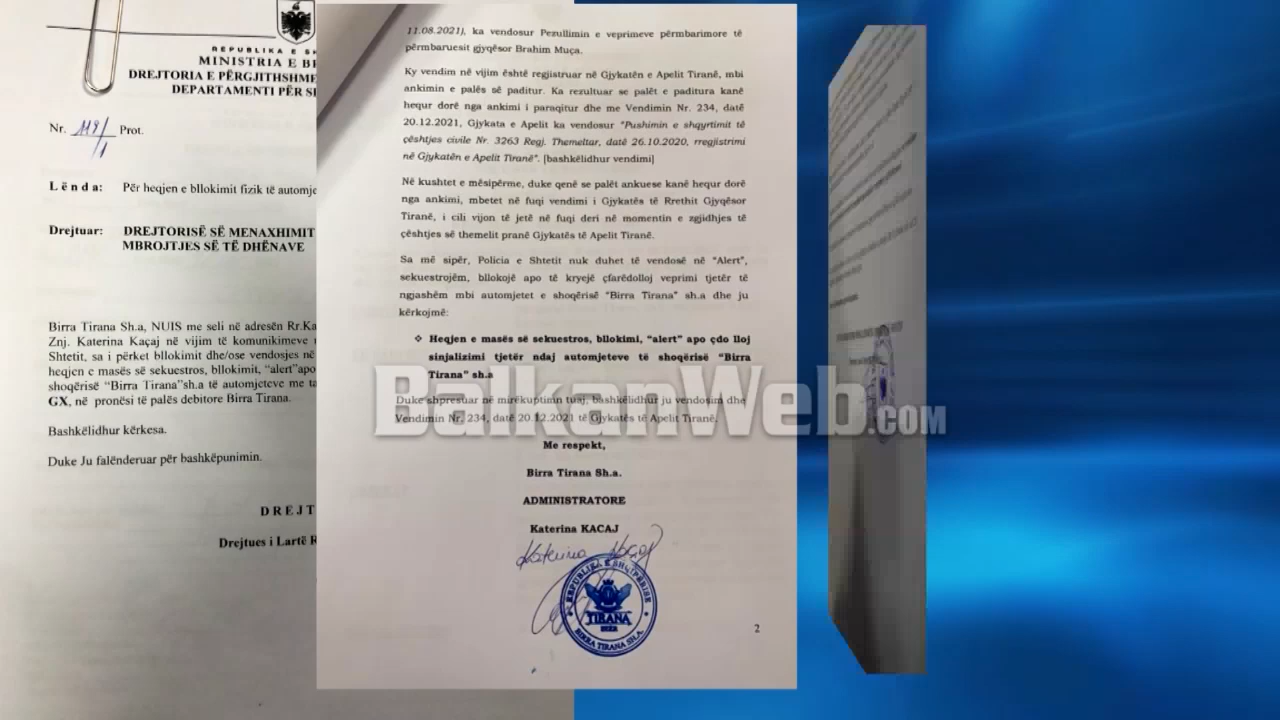 REPUBLIKA E SH
MINISTRIA E BR
DREJTORIA E PËRGJITHSHME
DEPARTAMENTI PËR S
Nr. 119/1 Prot.
Lënda: Për heqjen e bllokimit fizik të automje
Drejtuar: DREJTORISË SË MENAXHIMIT
MBROJTJES SË TË DHËNAVE
Birra Tirana Sh.a, NUIS me seli në adresën Rr.Ka
Znj. Katerina Kaçaj në vijim të komunikimeve
Shtetit, sa i përket bllokimit dhe/ose vendosjes në
heqjen e masës së sekuestros, bllokimit, “alert”apo
shoqërisë “Birra Tirana”sh.a të automjeteve me ta
GX, në pronësi të palës debitore Birra Tirana.
Bashkëlidhur kërkesa.
Duke Ju falënderuar për bashkëpunimin.
DREJT
Drejtues i Lartë R
11.08.2021), ka vendosur Pezullimin e veprimeve përmbarimore të
përmbaruesit gjyqësor Brahim Muça.
Ky vendim në vijim është regjistruar në Gjykatën e Apelit Tiranë, mbi
ankimin e palës së paditur. Ka rezultuar se palët e paditura kanë
hequr dorë nga ankimi i paraqitur dhe me Vendimin Nr. 234, datë
20.12.2021, Gjykata e Apelit ka vendosur “Pushimin e shqyrtimit të
çështjes civile Nr. 3263 Regj. Themeltar, datë 26.10.2020, rregjistrimi
në Gjykatën e Apelit Tiranë”. [bashkëlidhur vendimi]
Në kushtet e mësipërme, duke qenë se palët ankuese kanë hequr dorë
nga ankimi, mbetet në fuqi vendimi i Gjykatës të Rrethit Gjyqësor
Tiranë, i cili vijon të jetë në fuqi deri në momentin e zgjidhjes të
çështjes së themelit pranë Gjykatës të Apelit Tiranë.
Sa më sipër, Policia e Shtetit nuk duhet të vendosë në “Alert”,
sekuestrojëm, bllokojë apo të kryejë çfarëdolloj veprimi tjetër të
ngashëm mbi automjetet e shoqërisë “Birra Tirana” sh.a dhe ju
kërkojmë:
❖ Heqjen e masës së sekuestros, bllokimi, “alert” apo çdo lloj
sinjalizimi tjetër ndaj automjeteve të shoqërisë “Birra
Tirana” sh.a
Duke shpresuar në mirëkuptimin tuaj, bashkëlidhur ju vendosim dhe
Vendimin Nr. 234, datë 20.12.2021 të Gjykatës të Apelit Tiranë.
BalkanWeb.COM
Me respekt,
Birra Tirana Sh.a.
ADMINISTRATORE
Katerina KACAJ
Katerina Kaçaj
REPUBLIKA E SHQIPERISE
TIRANA
BIRRA TIRANA SH.A.
2